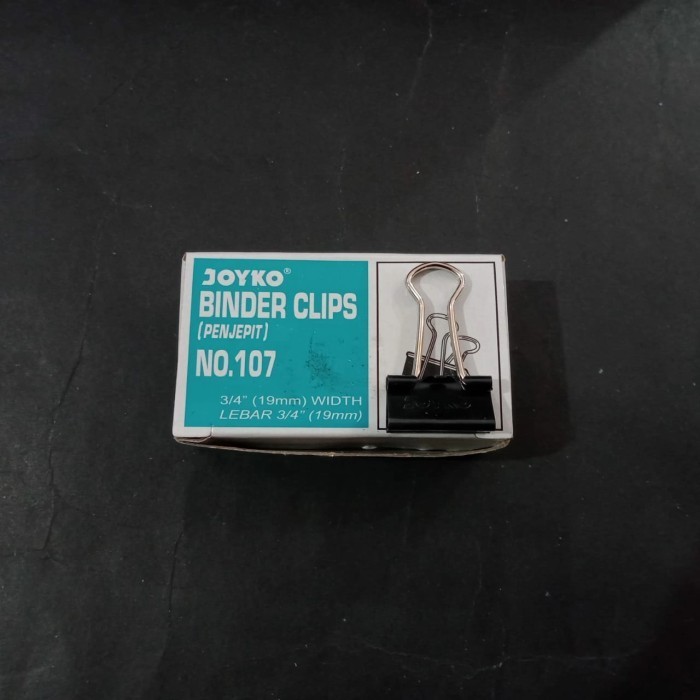 JOYKO®
BINDER CLIPS
(PENJEPIT)
NO.107
3/4" (19mm) WIDTH
LEBAR 3/4" (19mm)